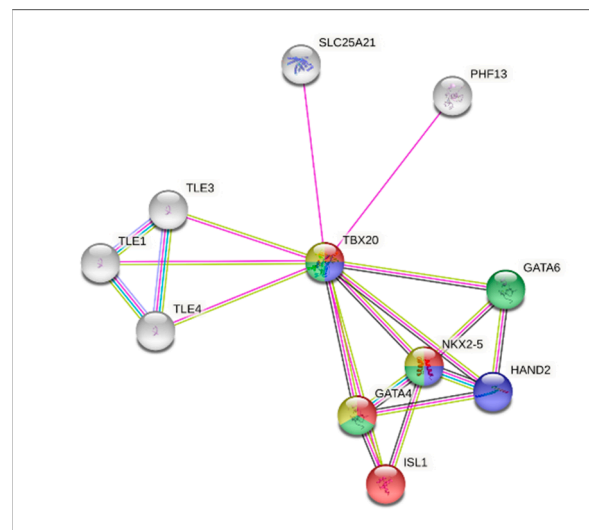 SLC25A21
PHF13
TLE3
TBX20
TLE1
GATA6
TLE4
NKX2-5
HAND2
GATA4
ISL1